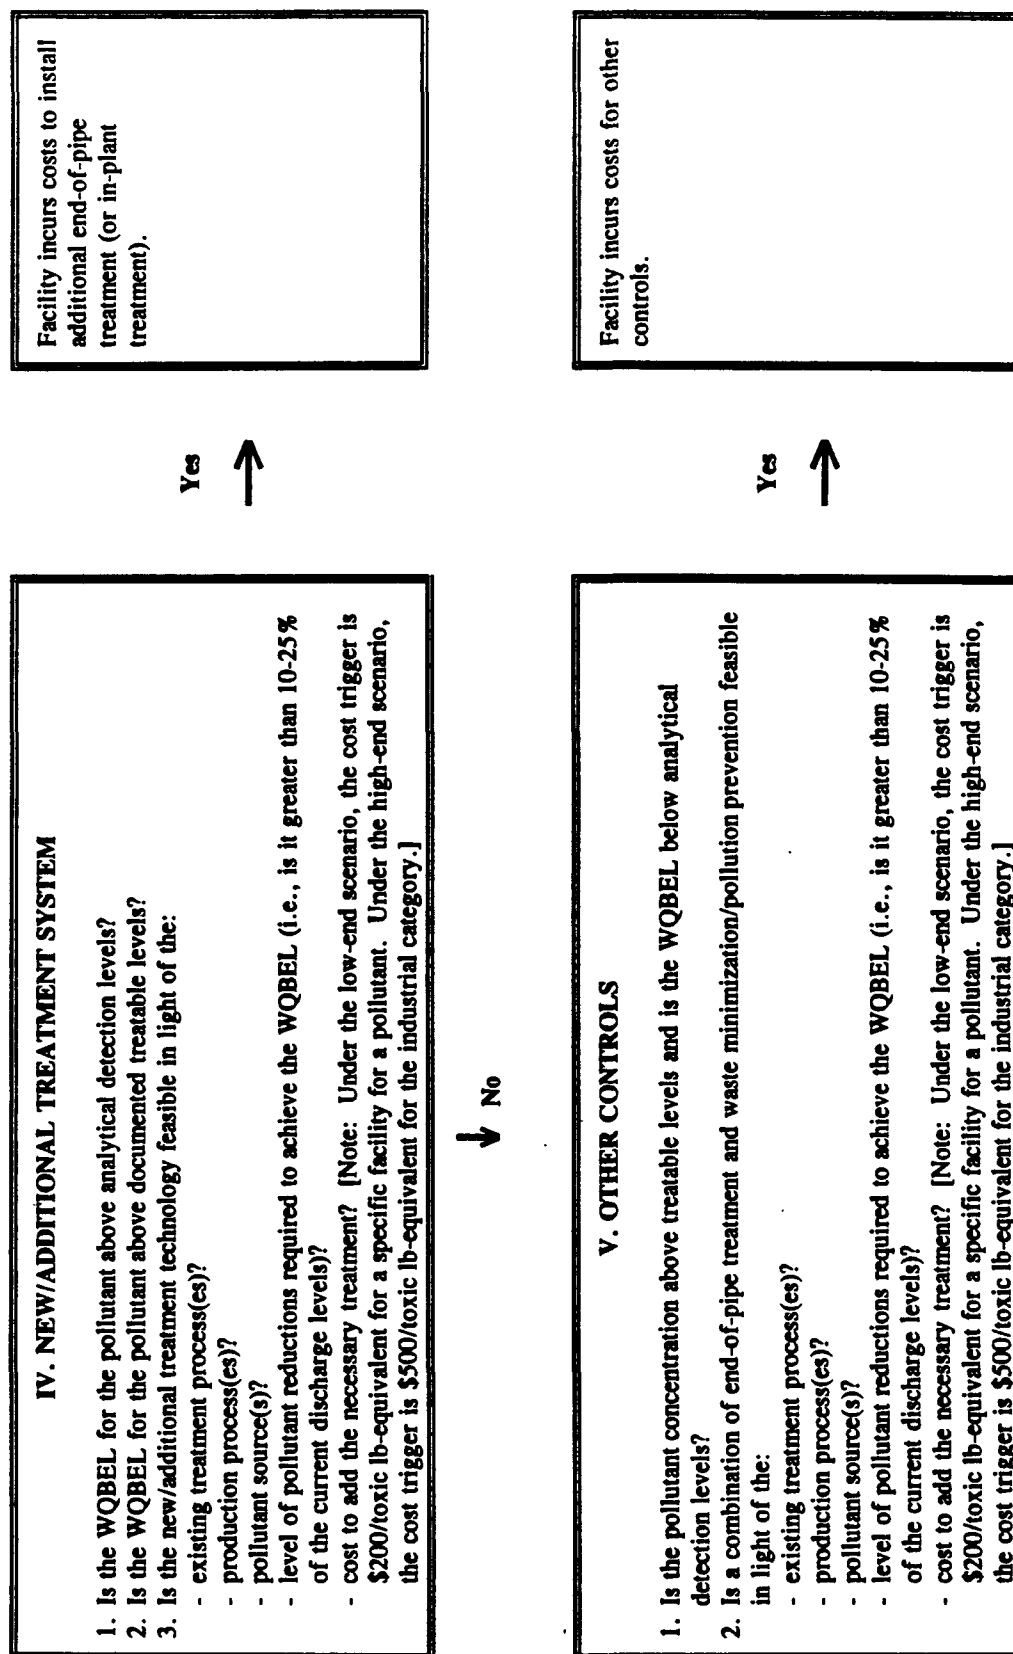 IV. NEW/ADDITIONAL TREATMENT SYSTEM
1. Is the WQBEL for the pollutant above analytical detection levels?
2. Is the WQBEL for the pollutant above documented treatable levels?
3. Is the new/additional treatment technology feasible in light of the:
- existing treatment process(es)?
- production process(es)?
- pollutant source(s)?
- level of pollutant reductions required to achieve the WQBEL (i.e., is it greater than 10-25%
of the current discharge levels)?
- cost to add the necessary treatment? [Note: Under the low-end scenario, the cost trigger is
$200/toxic lb-equivalent for a specific facility for a pollutant. Under the high-end scenario,
the cost trigger is $500/toxic lb-equivalent for the industrial category.]
Yes
Facility incurs costs to install
additional end-of-pipe
treatment (or in-plant
treatment).
No
V. OTHER CONTROLS
1. Is the pollutant concentration above treatable levels and is the WQBEL below analytical
detection levels?
2. Is a combination of end-of-pipe treatment and waste minimization/pollution prevention feasible
in light of the:
- existing treatment process(es)?
- production process(es)?
- pollutant source(s)?
- level of pollutant reductions required to achieve the WQBEL (i.e., is it greater than 10-25%
of the current discharge levels)?
- cost to add the necessary treatment? [Note: Under the low-end scenario, the cost trigger is
$200/toxic lb-equivalent for a specific facility for a pollutant. Under the high-end scenario,
the cost trigger is $500/toxic lb-equivalent for the industrial category.]
Yes
Facility incurs costs for other
controls.